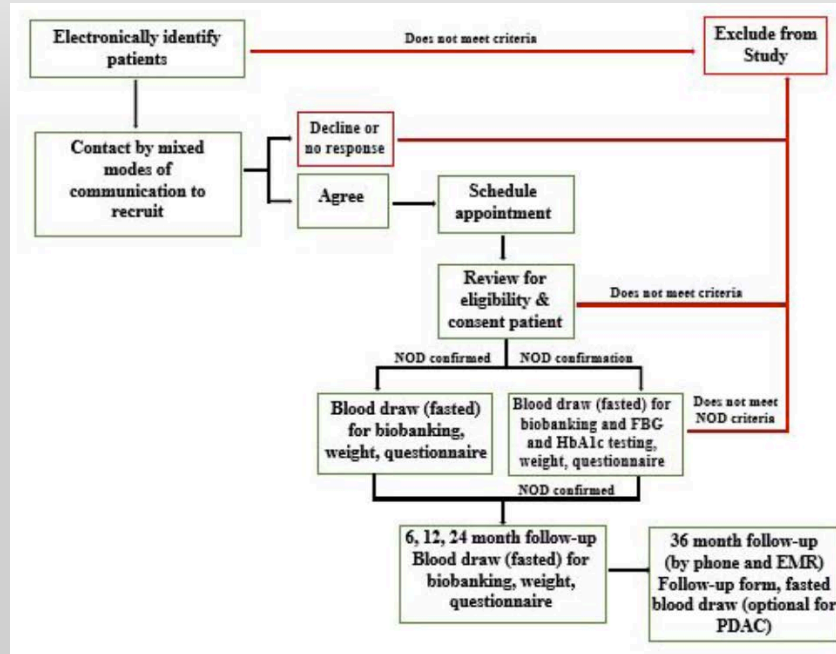 Electronically identify
patients
Does not meet criteria
Exclude from
Study
Contact by mixed
modes of
communication to
recruit
Decline or
no response
Agree
Schedule
appointment
Review for
eligibility &
consent patient
Does not meet criteria
NOD confirmed
NOD confirmation
Blood draw (fasted)
for biobanking,
weight, questionnaire
Blood draw (fasted) for
biobanking and FBG
and HbA1c testing,
weight, questionnaire
Does not meet
NOD criteria
NOD confirmed
6, 12, 24 month follow-up
Blood draw (fasted) for
biobanking, weight,
questionnaire
36 month follow-up
(by phone and EMR)
Follow-up form, fasted
blood draw (optional for
PDAC)